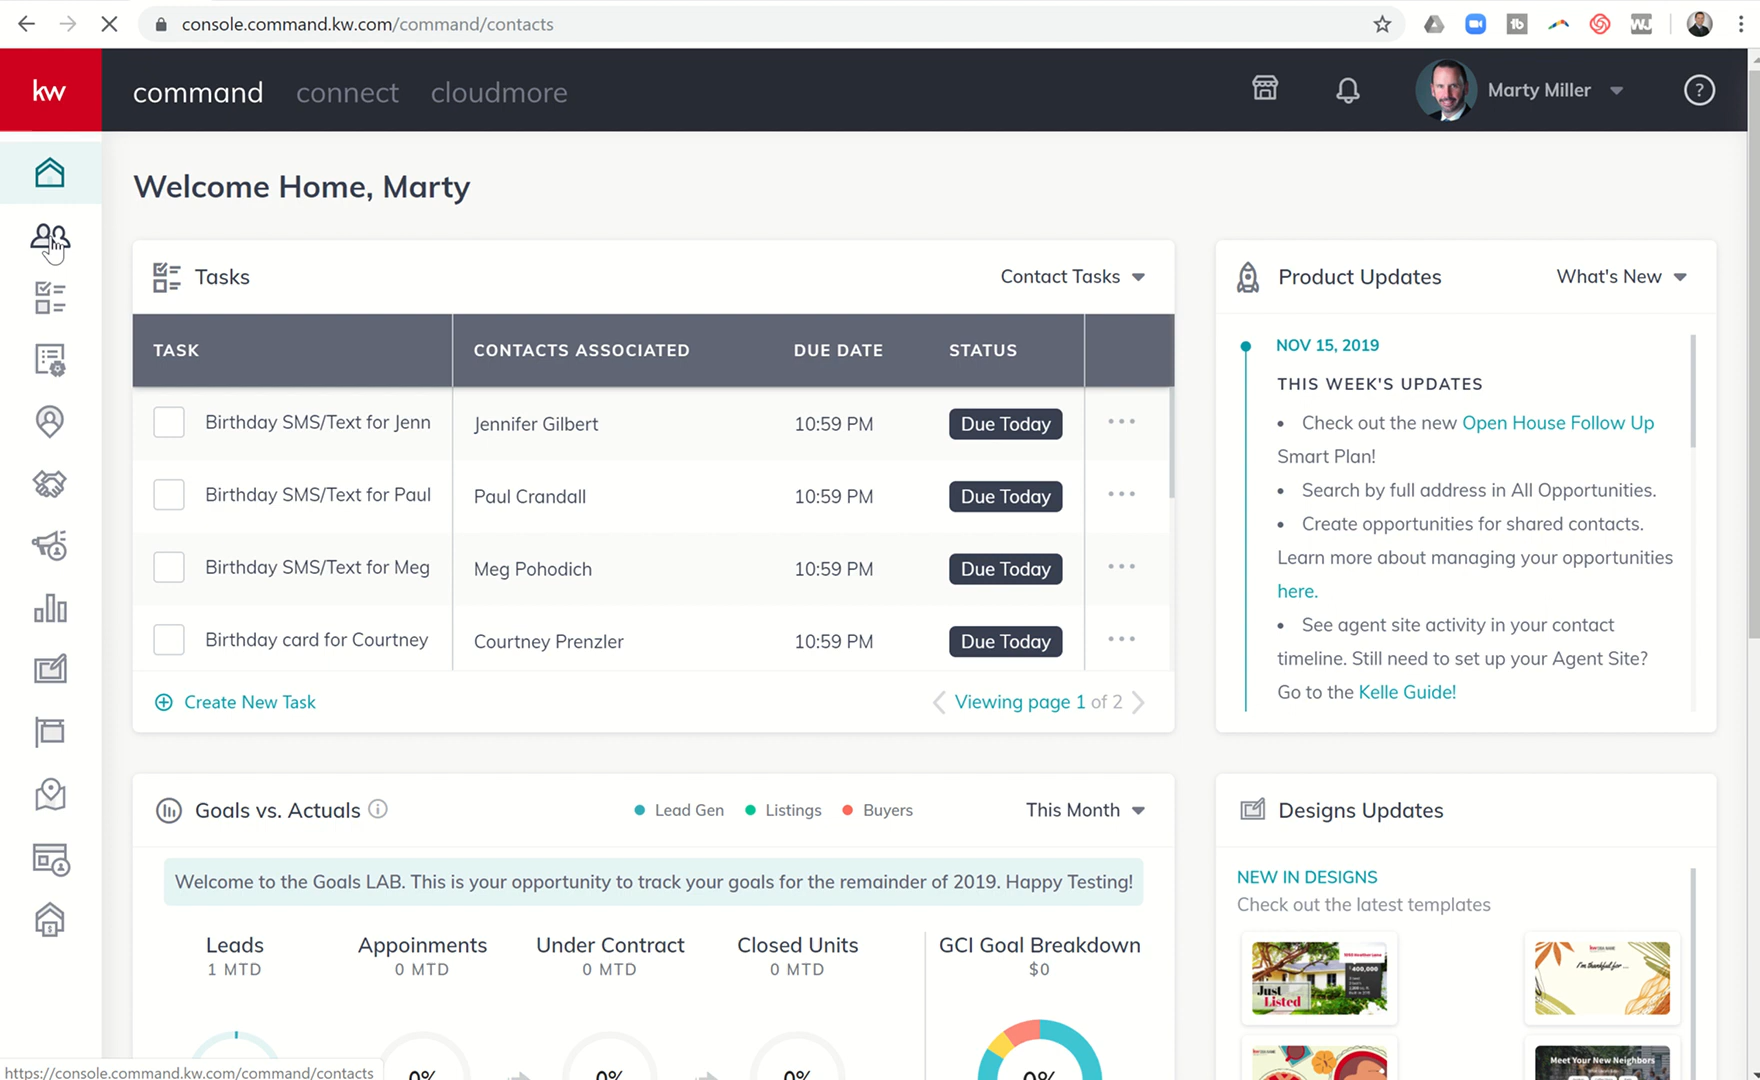 console.command.kw.com/command/contacts
kw
command connect cloudmore
Marty Miller
?
Welcome Home, Marty
Tasks
Contact Tasks
TASK CONTACTS ASSOCIATED DUE DATE STATUS
Birthday SMS/Text for Jenn Jennifer Gilbert 10:59 PM Due Today
Birthday SMS/Text for Paul Paul Crandall 10:59 PM Due Today
Birthday SMS/Text for Meg Meg Pohodich 10:59 PM Due Today
Birthday card for Courtney Courtney Prenzler 10:59 PM Due Today
Create New Task
Viewing page 1 of 2
Product Updates
What's New
NOV 15, 2019
THIS WEEK'S UPDATES
• Check out the new Open House Follow Up
Smart Plan!
• Search by full address in All Opportunities.
• Create opportunities for shared contacts.
Learn more about managing your opportunities
here.
• See agent site activity in your contact
timeline. Still need to set up your Agent Site?
Go to the Kelle Guide!
Goals vs. Actuals
Lead Gen Listings Buyers
This Month
Welcome to the Goals LAB. This is your opportunity to track your goals for the remainder of 2019. Happy Testing!
Leads Appoinments Under Contract Closed Units GCI Goal Breakdown
1 MTD 0 MTD 0 MTD 0 MTD $0
0% 0% 0% 0%
Designs Updates
NEW IN DESIGNS
Check out the latest templates
$400,000
Just
Listed
I'm thankful for ...
Meet Your New Neighbors
https://console.command.kw.com/command/contacts